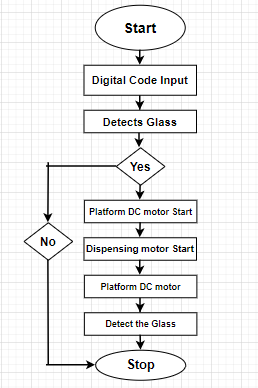 Start
Digital Code Input
Detects Glass
Yes
Platform DC motor Start
No
Dispensing motor Start
Platform DC motor
Detect the Glass
Stop